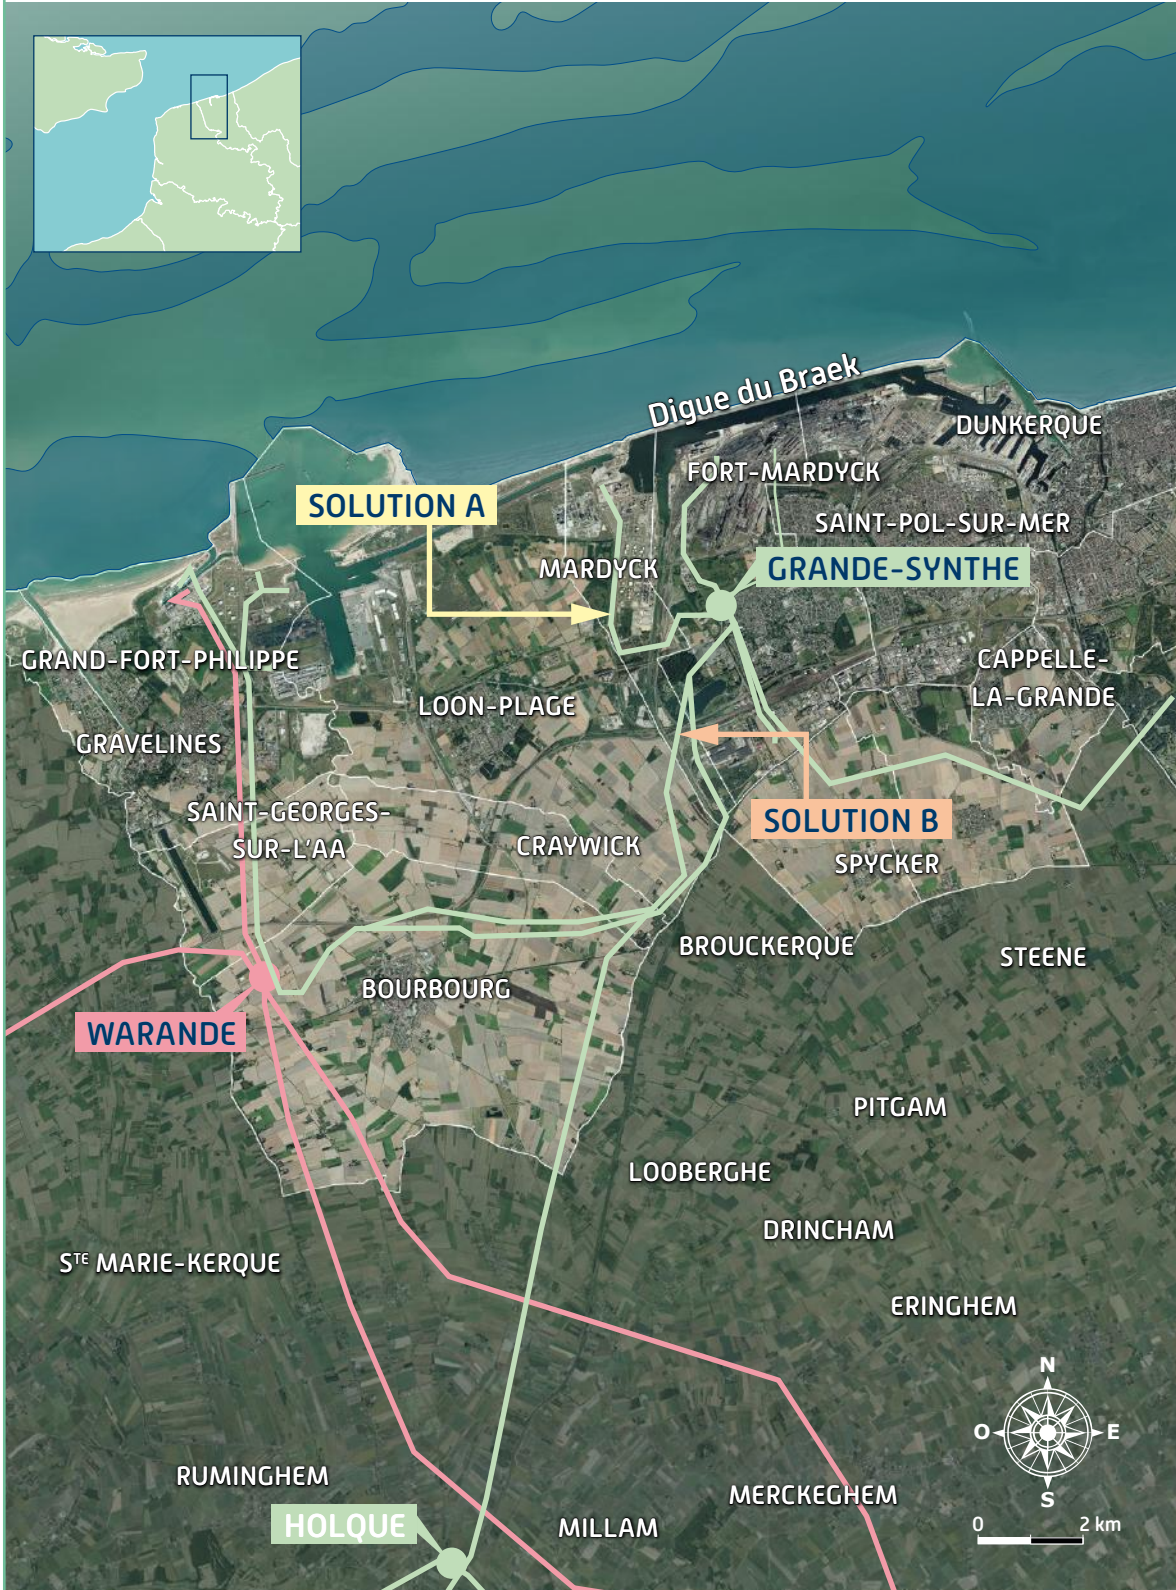 Digue du Braek
DUNKERQUE
FORT-MARDYCK
SOLUTION A
SAINT-POL-SUR-MER
MARDYCK
GRANDE-SYNTHE
GRAND-FORT-PHILIPPE
CAPPELLE-
LA-GRANDE
LOON-PLAGE
GRAVELINES
SAINT-GEORGES-
SUR-L'AA
SOLUTION B
CRAYWICK
SPYCKER
BROUCKERQUE
STEENE
BOURBOURG
WARANDE
PITGAM
LOOBERGHE
DRINCHAM
STE MARIE-KERQUE
ERINGHEM
N
O
E
S
RUMINGHEM
MERCKEGHEM
HOLQUE
MILLAM
0 2 km